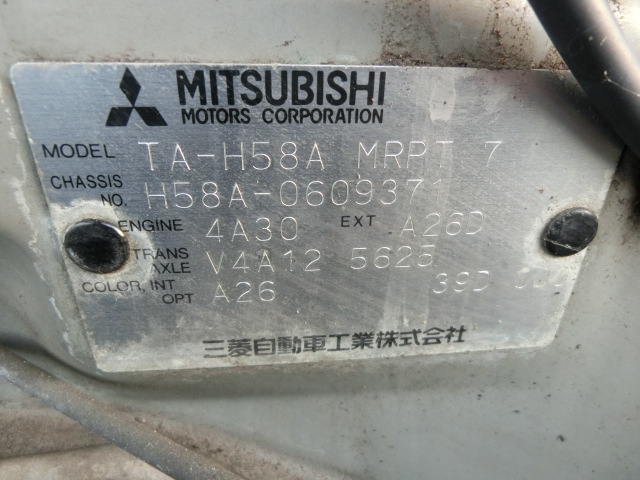 MITSUBISHI
MOTORS CORPORATION
MODEL TA-H58A MRPT 7
CHASSIS NO. H58A-0609371
ENGINE 4A30 EXT A26D
TRANS AXLE V4A12 5625
COLOR, INT OPT A26 39D
三菱自動車工業株式会社